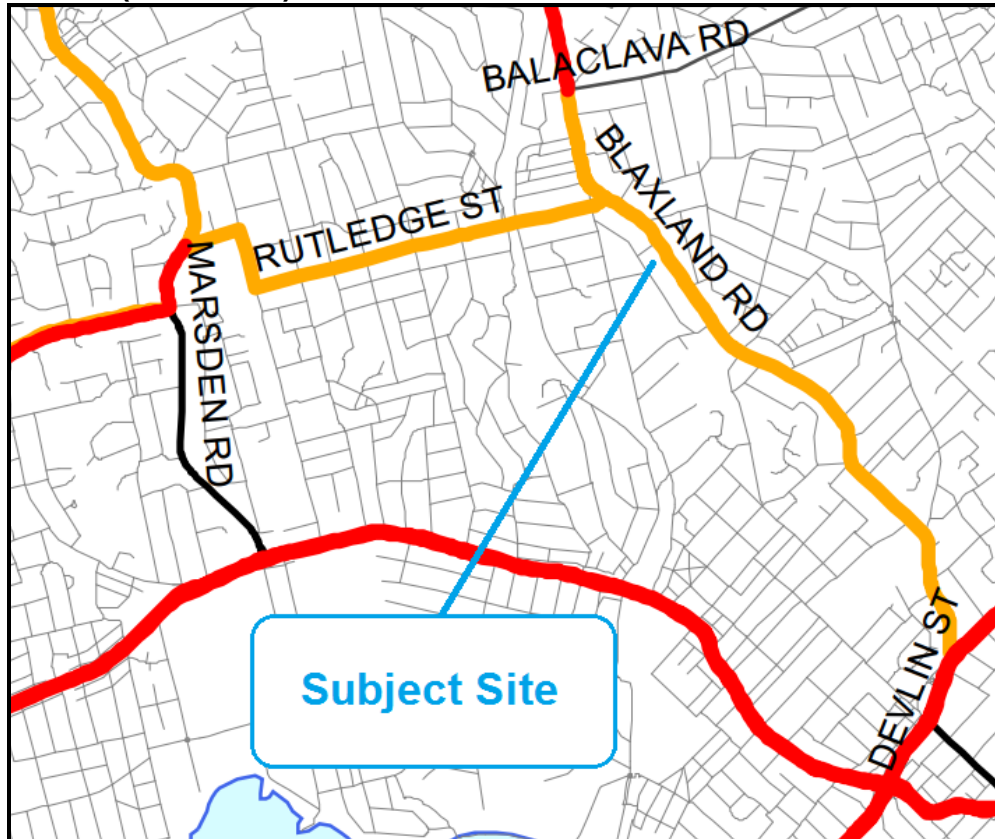 BALACLAVA RD
BLAXLAND RD
RUTLEDGE ST
MARSDEN RD
DEVLIN ST
Subject Site